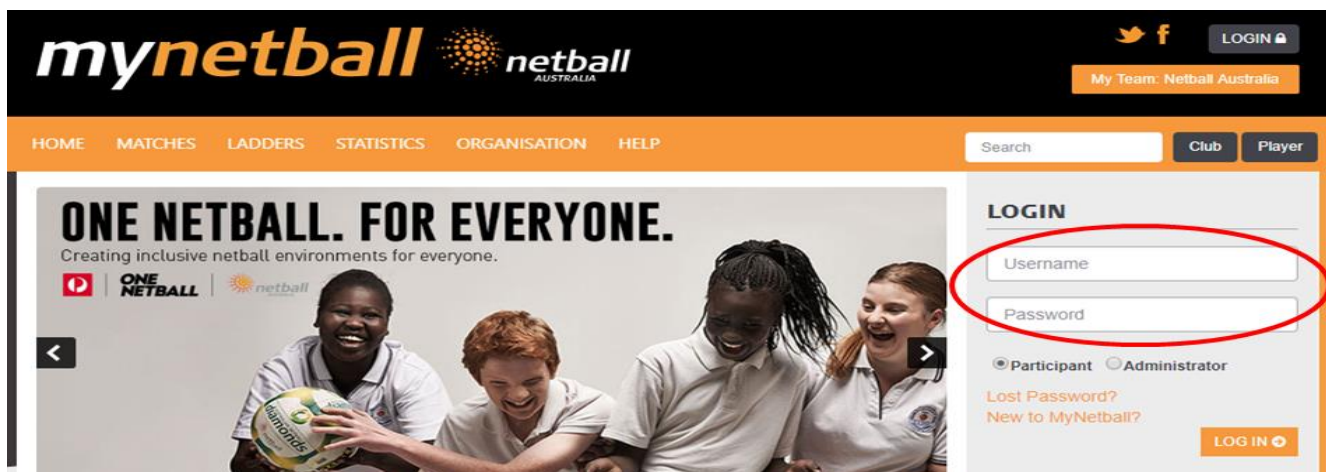 mynetball netball
AUSTRALIA
LOGIN
My Team: Netball Australia
HOME MATCHES LADDERS STATISTICS ORGANISATION HELP
Search Club Player
ONE NETBALL. FOR EVERYONE.
Creating inclusive netball environments for everyone.
ONE NETBALL netball
diamonds
LOGIN
Username
Password
Participant Administrator
Lost Password?
New to MyNetball?
LOG IN